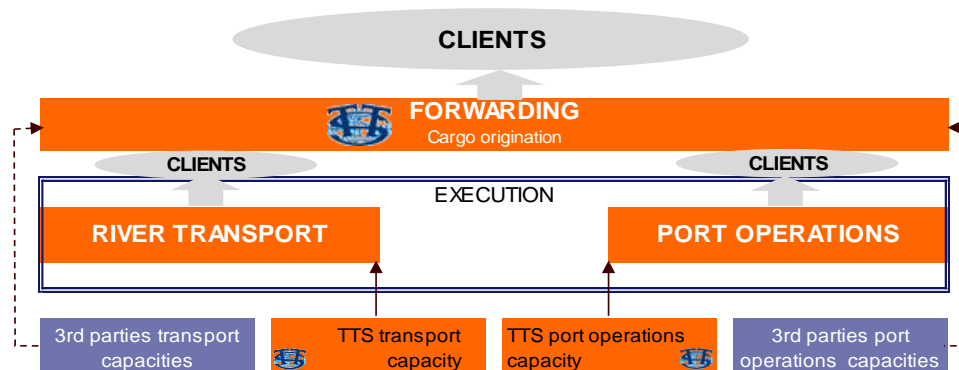 CLIENTS
FORWARDING
Cargo origination
CLIENTS
CLIENTS
EXECUTION
RIVER TRANSPORT
PORT OPERATIONS
3rd parties transport
capacities
TTS transport
capacity
TTS port operations
capacity
3rd parties port
operations capacities